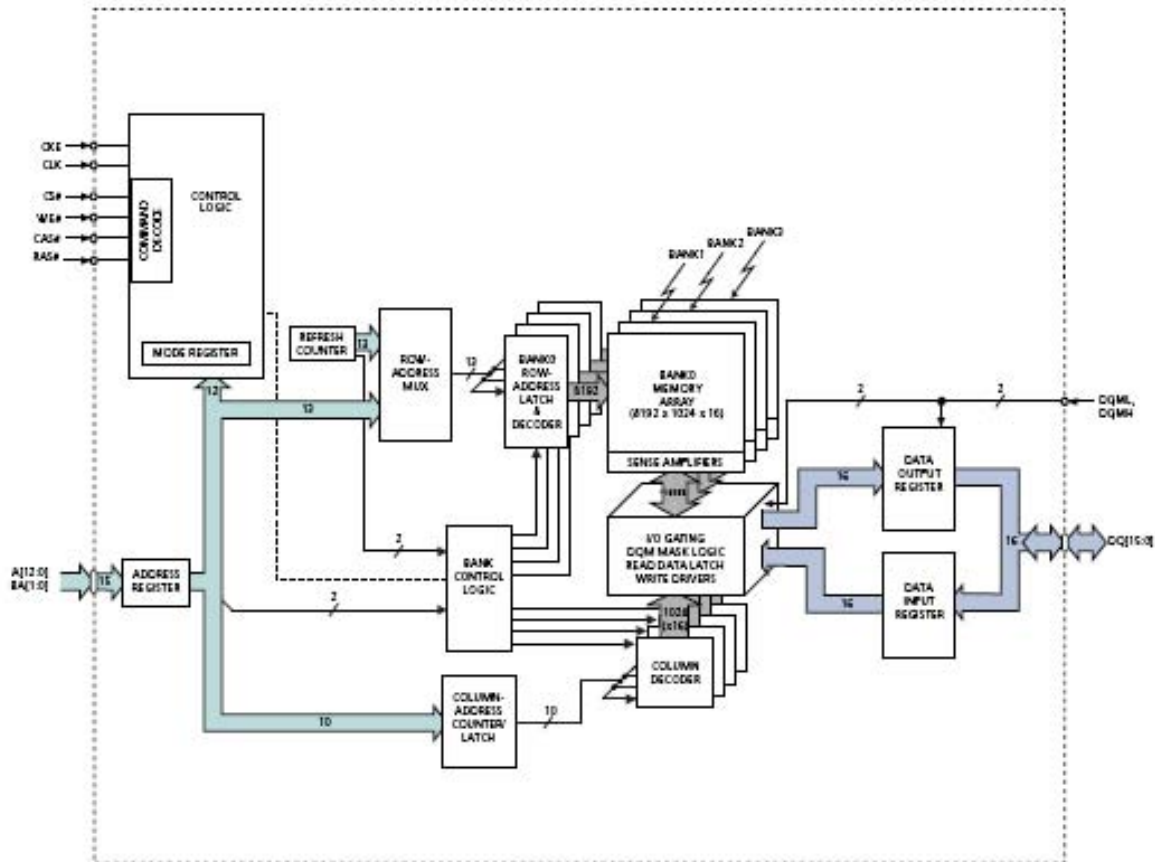 CKE
CLK
CS#
WE#
CAS#
RAS#
COMMAND
DECODE
CONTROL
LOGIC
MODE REGISTER
12
REFRESH
COUNTER
13
ROW-
ADDRESS
MUX
13
13
BANK0
ROW-
ADDRESS
LATCH
&
DECODER
8192
BANK1
BANK2
BANK3
BANK0
MEMORY
ARRAY
(8192 x 1024 x 16)
SENSE AMPLIFIERS
I/O GATING
DQM MASK LOGIC
READ DATA LATCH
WRITE DRIVERS
2
2
DQML,
DQMH
16
DATA
OUTPUT
REGISTER
16
DQ[15:0]
16
DATA
INPUT
REGISTER
A[12:0]
BA[1:0]
15
ADDRESS
REGISTER
2
2
BANK
CONTROL
LOGIC
1024
(x16)
COLUMN
DECODER
10
COLUMN-
ADDRESS
COUNTER/
LATCH
10